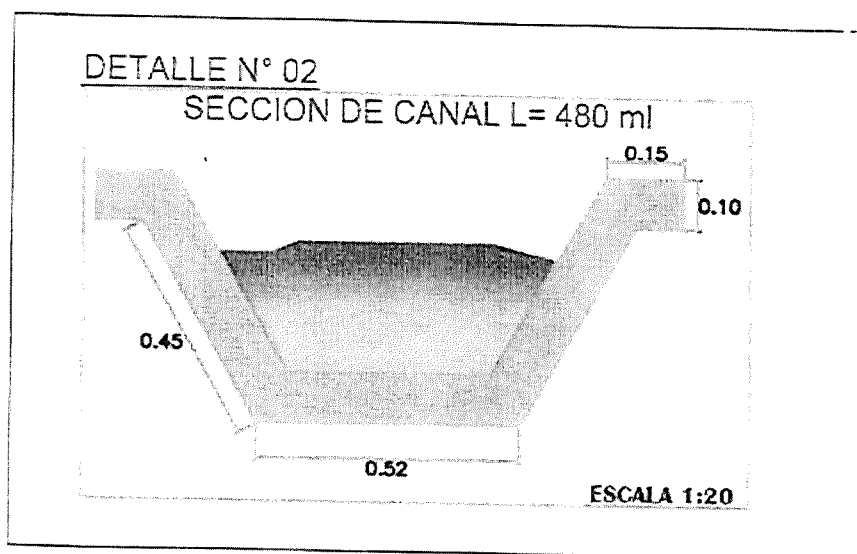 DETALLE N° 02
SECCION DE CANAL L= 480 ml
0.15
0.10
0.45
0.52
ESCALA 1:20